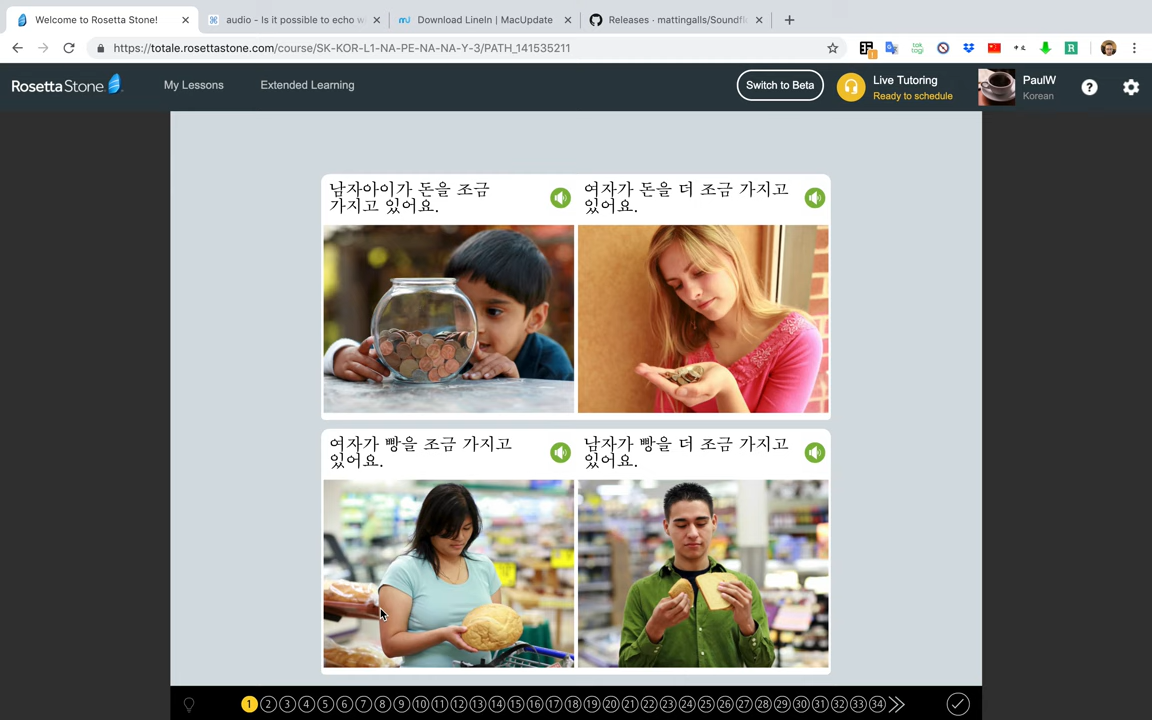 Welcome to Rosetta Stone!
audio - Is it possible to echo w
Download LineIn | MacUpdate
Releases · mattingalls/Soundfl
https://totale.rosettastone.com/course/SK-KOR-L1-NA-PE-NA-NA-Y-3/PATH_141535211
RosettaStone
My Lessons
Extended Learning
Switch to Beta
Live Tutoring
Ready to schedule
PaulW
Korean
남자아이가 돈을 조금
가지고 있어요.
여자가 돈을 더 조금 가지고
있어요.
여자가 빵을 조금 가지고
있어요.
남자가 빵을 더 조금 가지고
있어요.
1 2 3 4 5 6 7 8 9 10 11 12 13 14 15 16 17 18 19 20 21 22 23 24 25 26 27 28 29 30 31 32 33 34